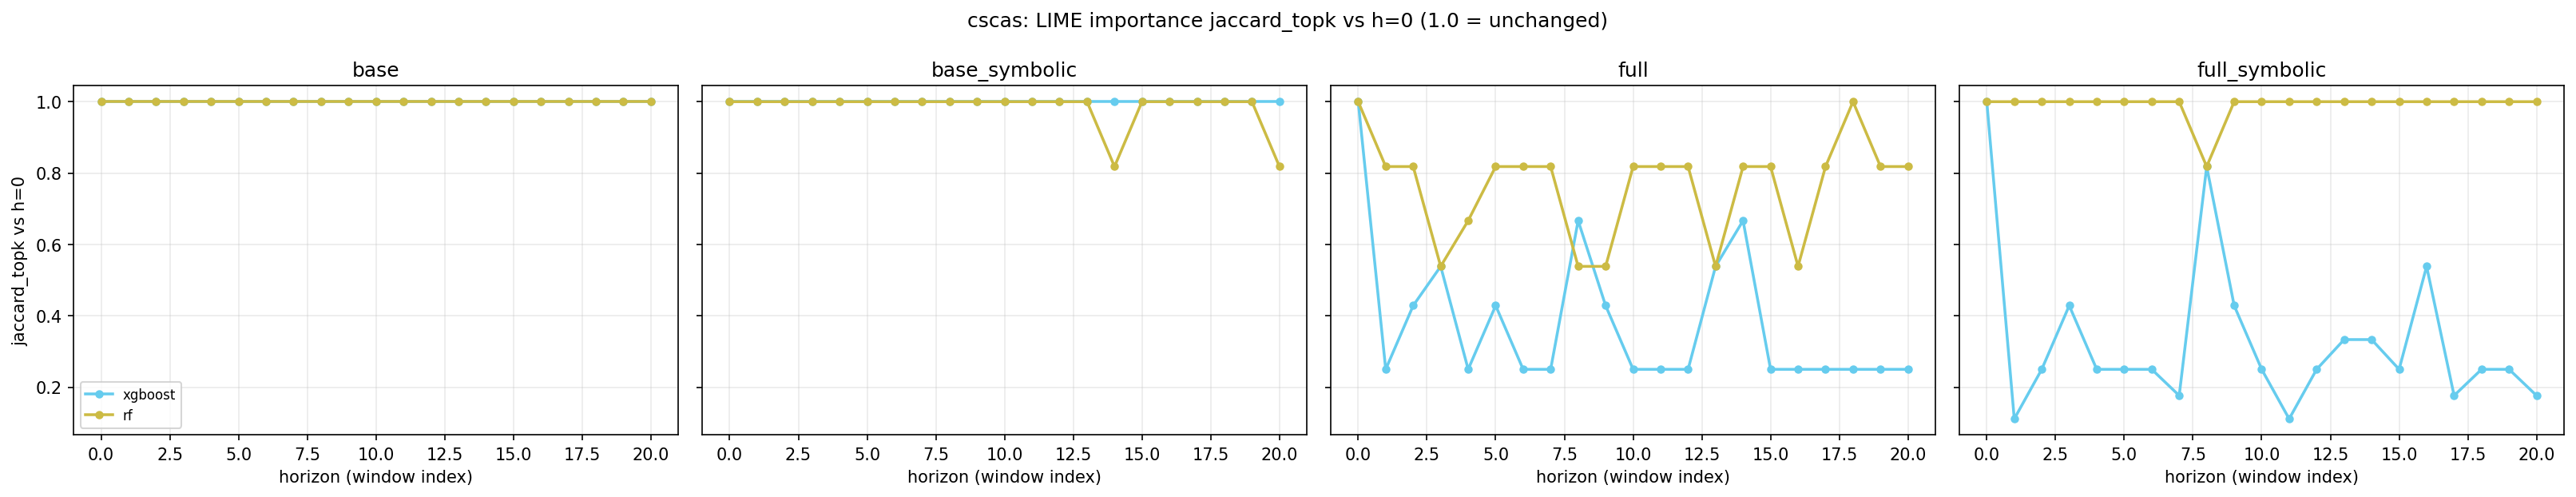 cscas: LIME importance jaccard_topk vs h=0 (1.0 = unchanged)
base
base_symbolic
full
full_symbolic
jaccard_topk vs h=0
1.0
0.8
0.6
0.4
0.2
xgboost
rf
0.0 2.5 5.0 7.5 10.0 12.5 15.0 17.5 20.0
0.0 2.5 5.0 7.5 10.0 12.5 15.0 17.5 20.0
0.0 2.5 5.0 7.5 10.0 12.5 15.0 17.5 20.0
0.0 2.5 5.0 7.5 10.0 12.5 15.0 17.5 20.0
horizon (window index)
horizon (window index)
horizon (window index)
horizon (window index)